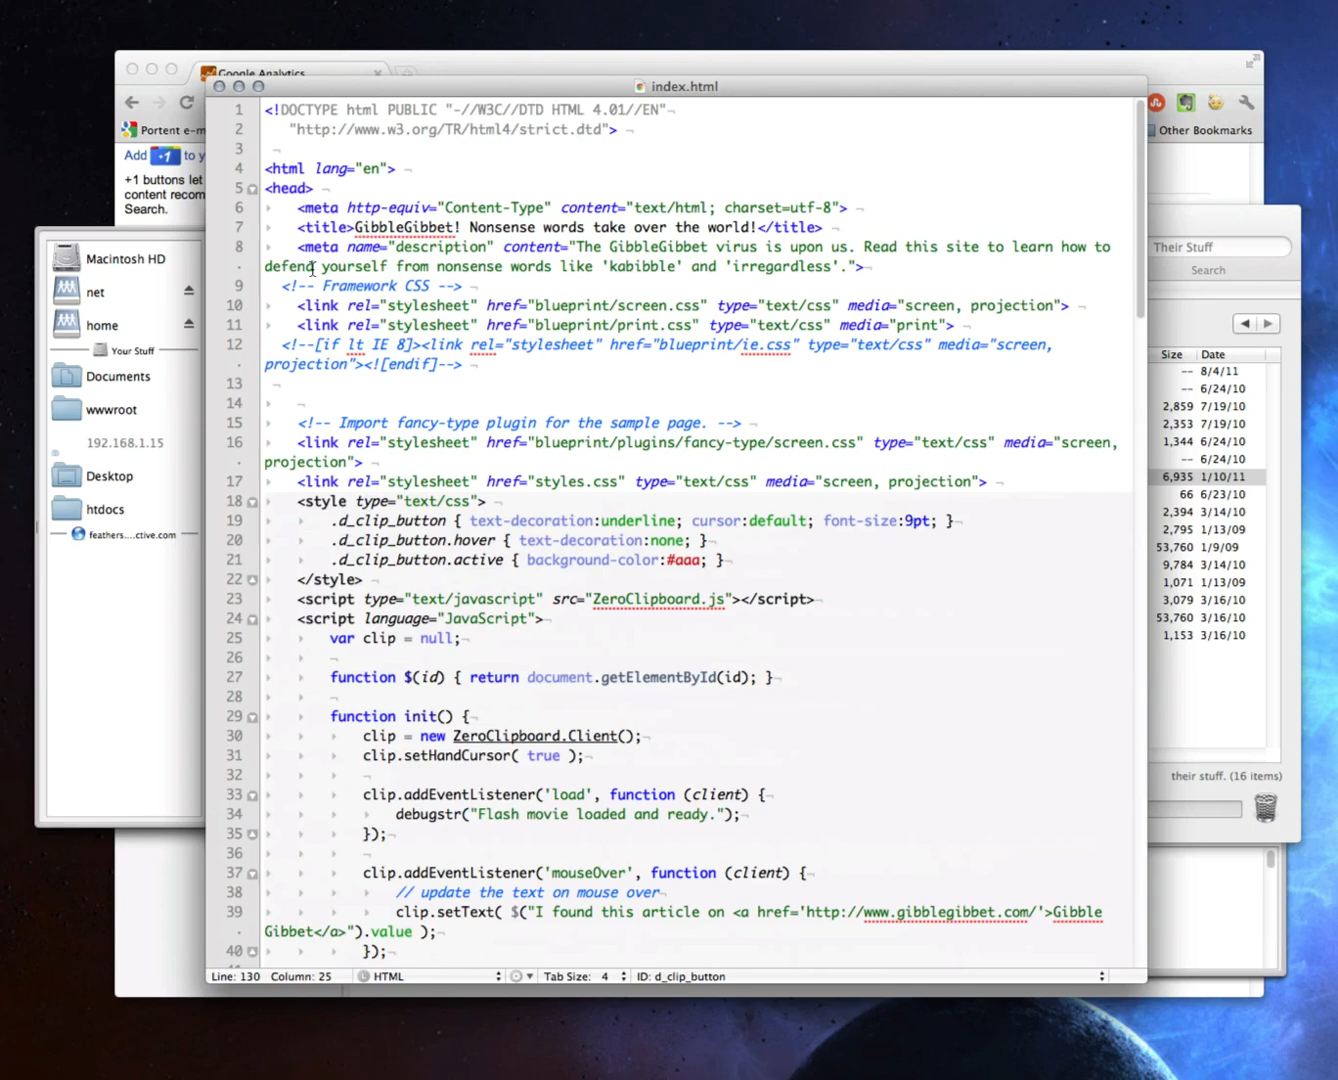 Google Analytics
index.html
Portent e-m
Other Bookmarks
Add +1 to y
+1 buttons let
content recom
Search.
Macintosh HD
net
home
Your Stuff
Documents
wwwroot
192.168.1.15
Desktop
htdocs
feathers....ctive.com
1 <!DOCTYPE html PUBLIC "-//W3C//DTD HTML 4.01//EN"
2 "http://www.w3.org/TR/html4/strict.dtd">
3
4 <html lang="en">
5 <head>
6 <meta http-equiv="Content-Type" content="text/html; charset=utf-8">
7 <title>GibbleGibbet! Nonsense words take over the world!</title>
8 <meta name="description" content="The GibbleGibbet virus is upon us. Read this site to learn how to
defend yourself from nonsense words like 'kabibble' and 'irregardless'.">
9 <!-- Framework CSS -->
10 <link rel="stylesheet" href="blueprint/screen.css" type="text/css" media="screen, projection">
11 <link rel="stylesheet" href="blueprint/print.css" type="text/css" media="print">
12 <!--[if lt IE 8]><link rel="stylesheet" href="blueprint/ie.css" type="text/css" media="screen,
projection"><![endif]-->
13
14
15 <!-- Import fancy-type plugin for the sample page. -->
16 <link rel="stylesheet" href="blueprint/plugins/fancy-type/screen.css" type="text/css" media="screen,
projection">
17 <link rel="stylesheet" href="styles.css" type="text/css" media="screen, projection">
18 <style type="text/css">
19 .d_clip_button { text-decoration:underline; cursor:default; font-size:9pt; }
20 .d_clip_button.hover { text-decoration:none; }
21 .d_clip_button.active { background-color:#aaa; }
22 </style>
23 <script type="text/javascript" src="ZeroClipboard.js"></script>
24 <script language="JavaScript">
25 var clip = null;
26
27 function $(id) { return document.getElementById(id); }
28
29 function init() {
30 clip = new ZeroClipboard.Client();
31 clip.setHandCursor( true );
32
33 clip.addEventListener('load', function (client) {
34 debugstr("Flash movie loaded and ready.");
35 });
36
37 clip.addEventListener('mouseOver', function (client) {
38 // update the text on mouse over
39 clip.setText( $("I found this article on <a href='http://www.gibblegibbet.com/'>Gibble
Gibbet</a>").value );
40 });
Line: 130 Column: 25 L HTML Tab Size: 4 ID: d_clip_button
Their Stuff
Search
Size Date
-- 8/4/11
-- 6/24/10
2,859 7/19/10
2,353 7/19/10
1,344 6/24/10
-- 6/24/10
6,935 1/10/11
66 6/23/10
2,394 3/14/10
2,795 1/13/09
53,760 1/9/09
9,784 3/14/10
1,071 1/13/09
3,079 3/16/10
53,760 3/16/10
1,153 3/16/10
their stuff. (16 items)